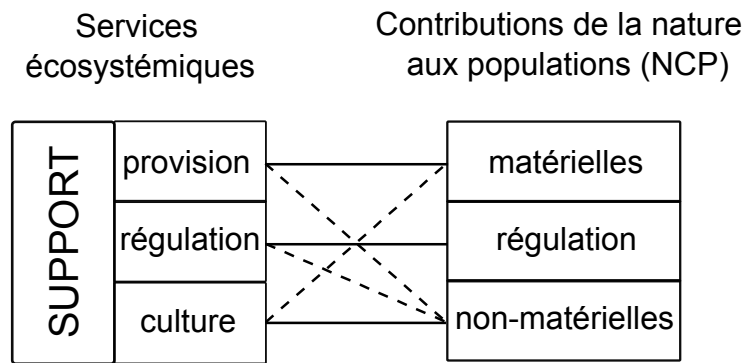 Services
écosystémiques
Contributions de la nature
aux populations (NCP)
SUPPORT
provision
régulation
culture
matérielles
régulation
non-matérielles